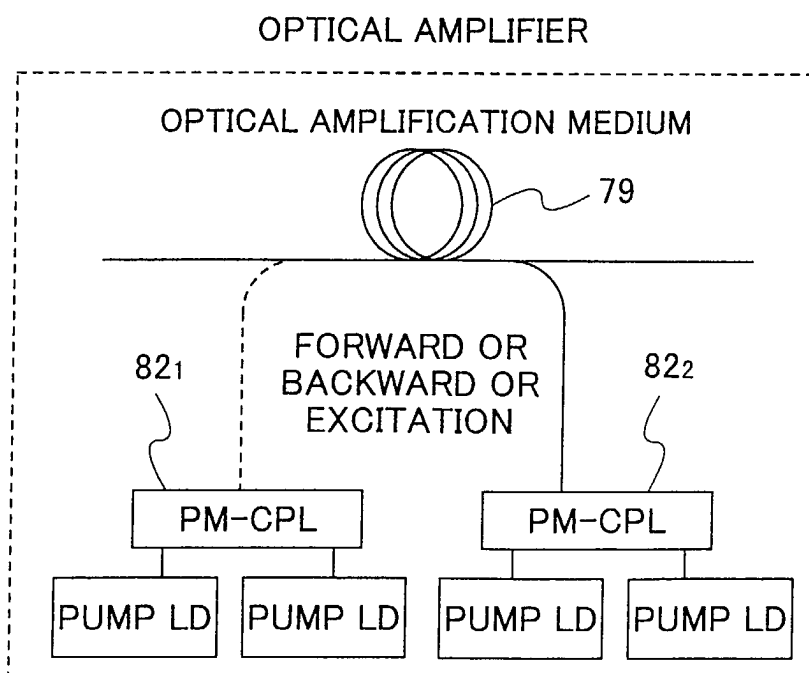 OPTICAL AMPLIFIER
OPTICAL AMPLIFICATION MEDIUM
79
FORWARD OR
BACKWARD OR
EXCITATION
821
822
PM-CPL
PM-CPL
PUMP LD
PUMP LD
PUMP LD
PUMP LD